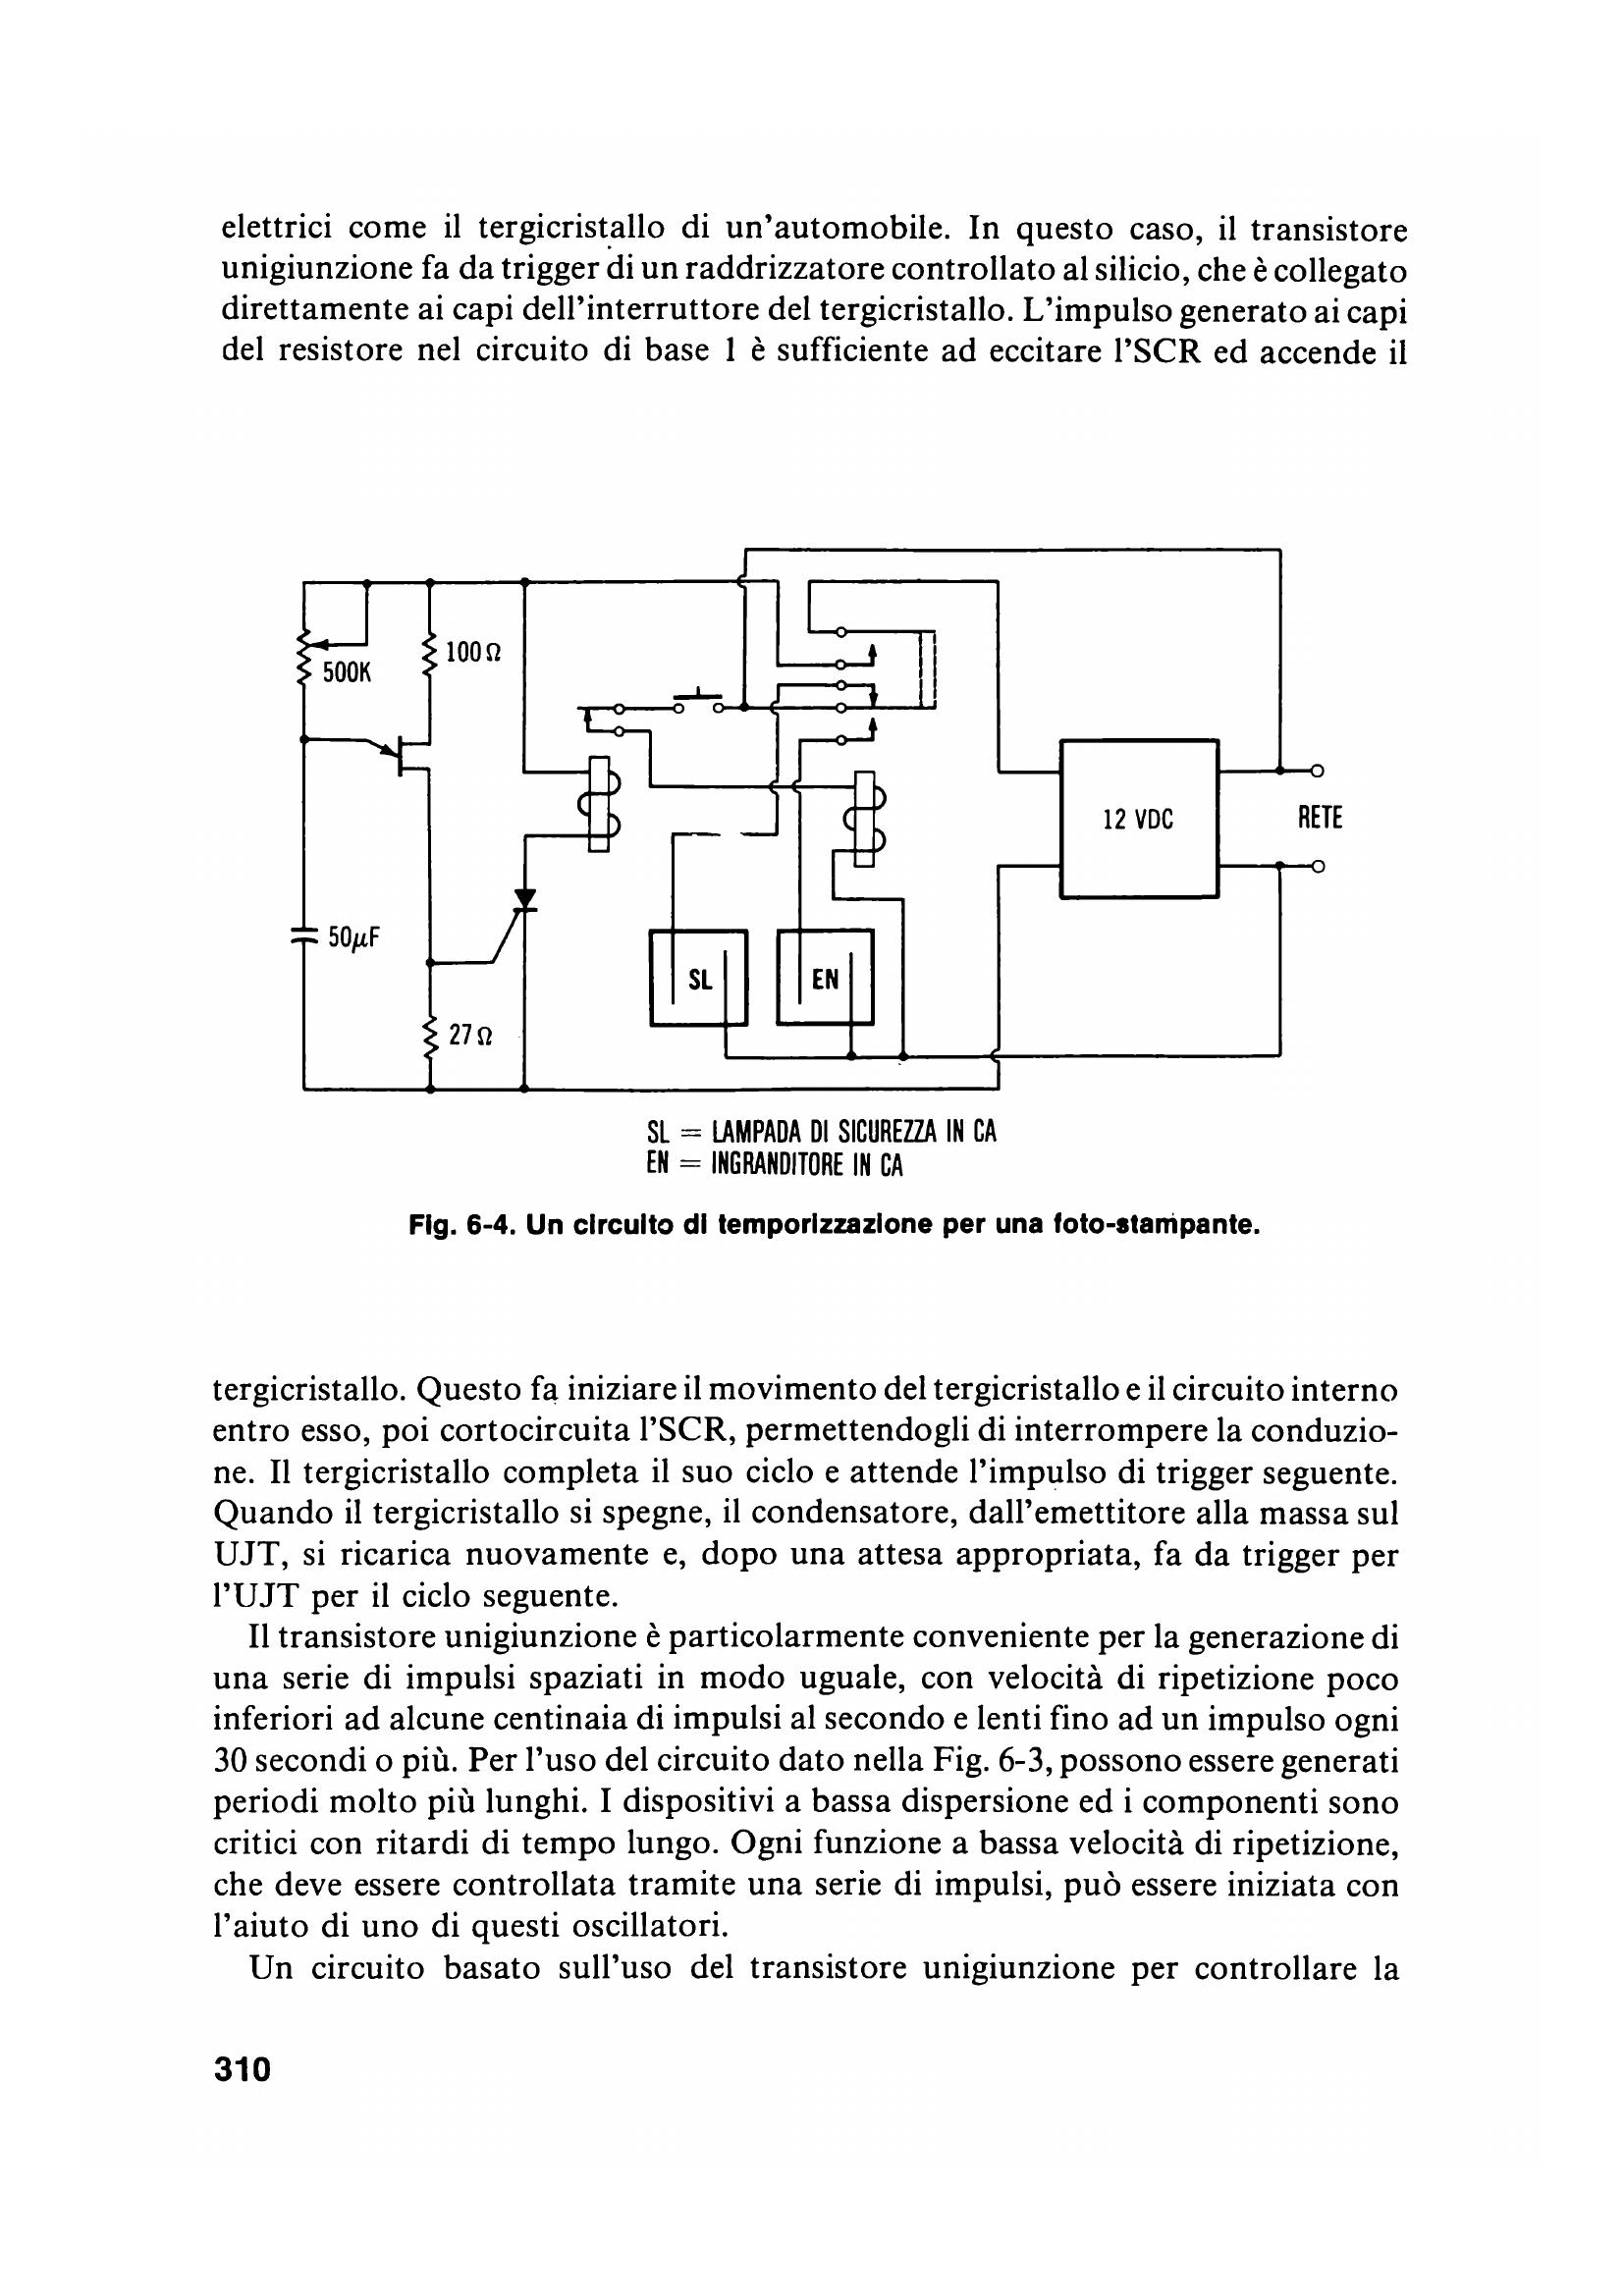 elettrici come il tergicristallo di un'automobile. In questo caso, il transistore
unigiunzione fa da trigger di un raddrizzatore controllato al silicio, che è collegato
direttamente ai capi dell'interruttore del tergicristallo. L'impulso generato ai capi
del resistore nel circuito di base 1 è sufficiente ad eccitare l'SCR ed accende il
500K
100 Ω
12 VDC
RETE
50μF
SL
EN
27 Ω
SL = LAMPADA DI SICUREZZA IN CA
EN = INGRANDITORE IN CA
Fig. 6-4. Un circuito di temporizzazione per una foto-stampante.
tergicristallo. Questo fa iniziare il movimento del tergicristallo e il circuito interno
entro esso, poi cortocircuita l'SCR, permettendogli di interrompere la conduzio-
ne. Il tergicristallo completa il suo ciclo e attende l'impulso di trigger seguente.
Quando il tergicristallo si spegne, il condensatore, dall'emettitore alla massa sul
UJT, si ricarica nuovamente e, dopo una attesa appropriata, fa da trigger per
l'UJT per il ciclo seguente.
Il transistore unigiunzione è particolarmente conveniente per la generazione di
una serie di impulsi spaziati in modo uguale, con velocità di ripetizione poco
inferiori ad alcune centinaia di impulsi al secondo e lenti fino ad un impulso ogni
30 secondi o più. Per l'uso del circuito dato nella Fig. 6-3, possono essere generati
periodi molto più lunghi. I dispositivi a bassa dispersione ed i componenti sono
critici con ritardi di tempo lungo. Ogni funzione a bassa velocità di ripetizione,
che deve essere controllata tramite una serie di impulsi, può essere iniziata con
l'aiuto di uno di questi oscillatori.
Un circuito basato sull'uso del transistore unigiunzione per controllare la
310